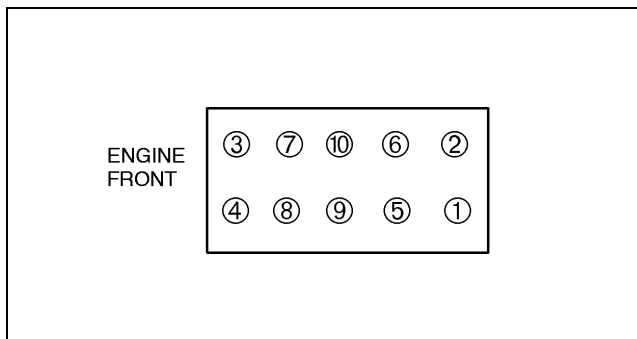 ③ ⑦ ⑩ ⑥ ②
ENGINE
FRONT
④ ⑧ ⑨ ⑤ ①